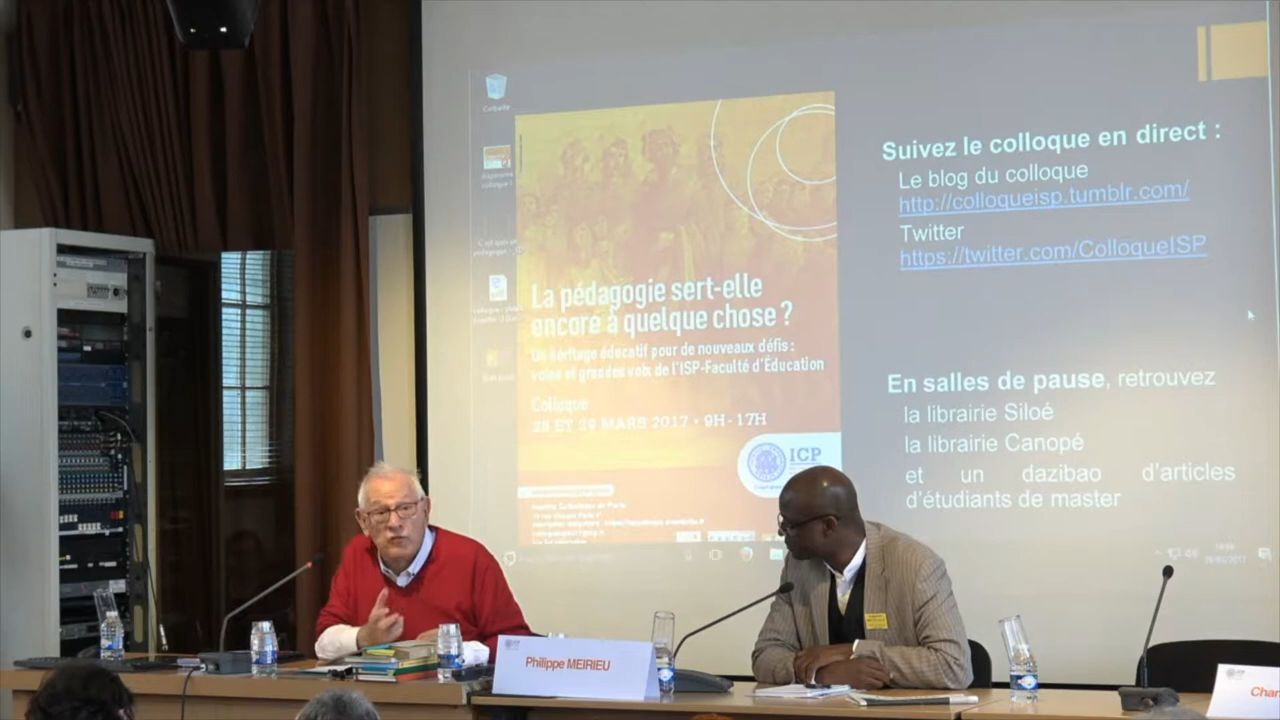 Corbeille
La pédagogie sert-elle
encore à quelque chose ?
Un héritage éducatif pour de nouveaux défis :
voies et grandes voix de l'ISP-Faculté d'Éducation
Colloque
28 ET 29 MARS 2017 • 9H - 17H
ICP
Suivez le colloque en direct :
Le blog du colloque
http://colloqueisp.tumblr.com/
Twitter
https://twitter.com/ColloqueISP
En salles de pause, retrouvez
la librairie Siloé
la librairie Canopé
et un dazibao d'articles
d'étudiants de master
Philippe MEIRIEU
Char